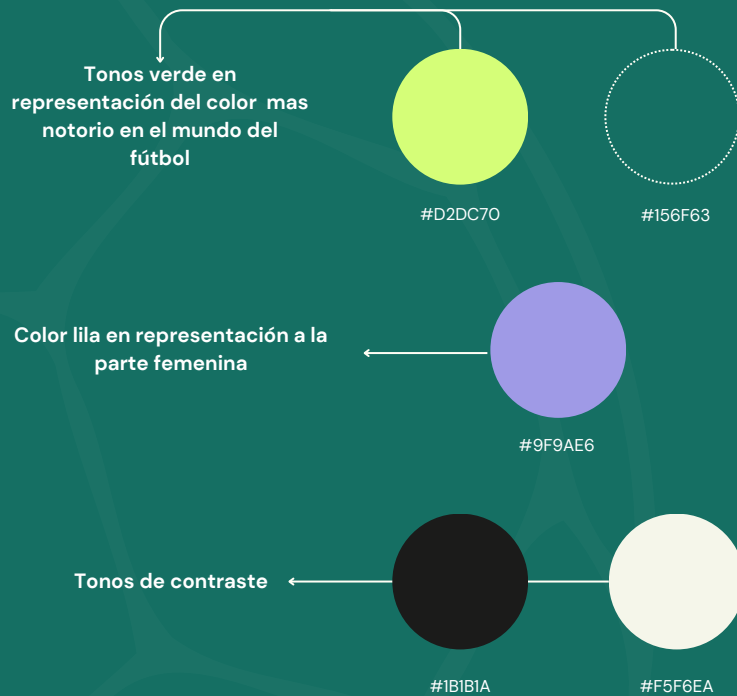 Tonos verde en
representación del color mas
notorio en el mundo del
fútbol
#D2DC70
#156F63
Color lila en representación a la
parte femenina
#9F9AE6
Tonos de contraste
#1B1B1A
#F5F6EA